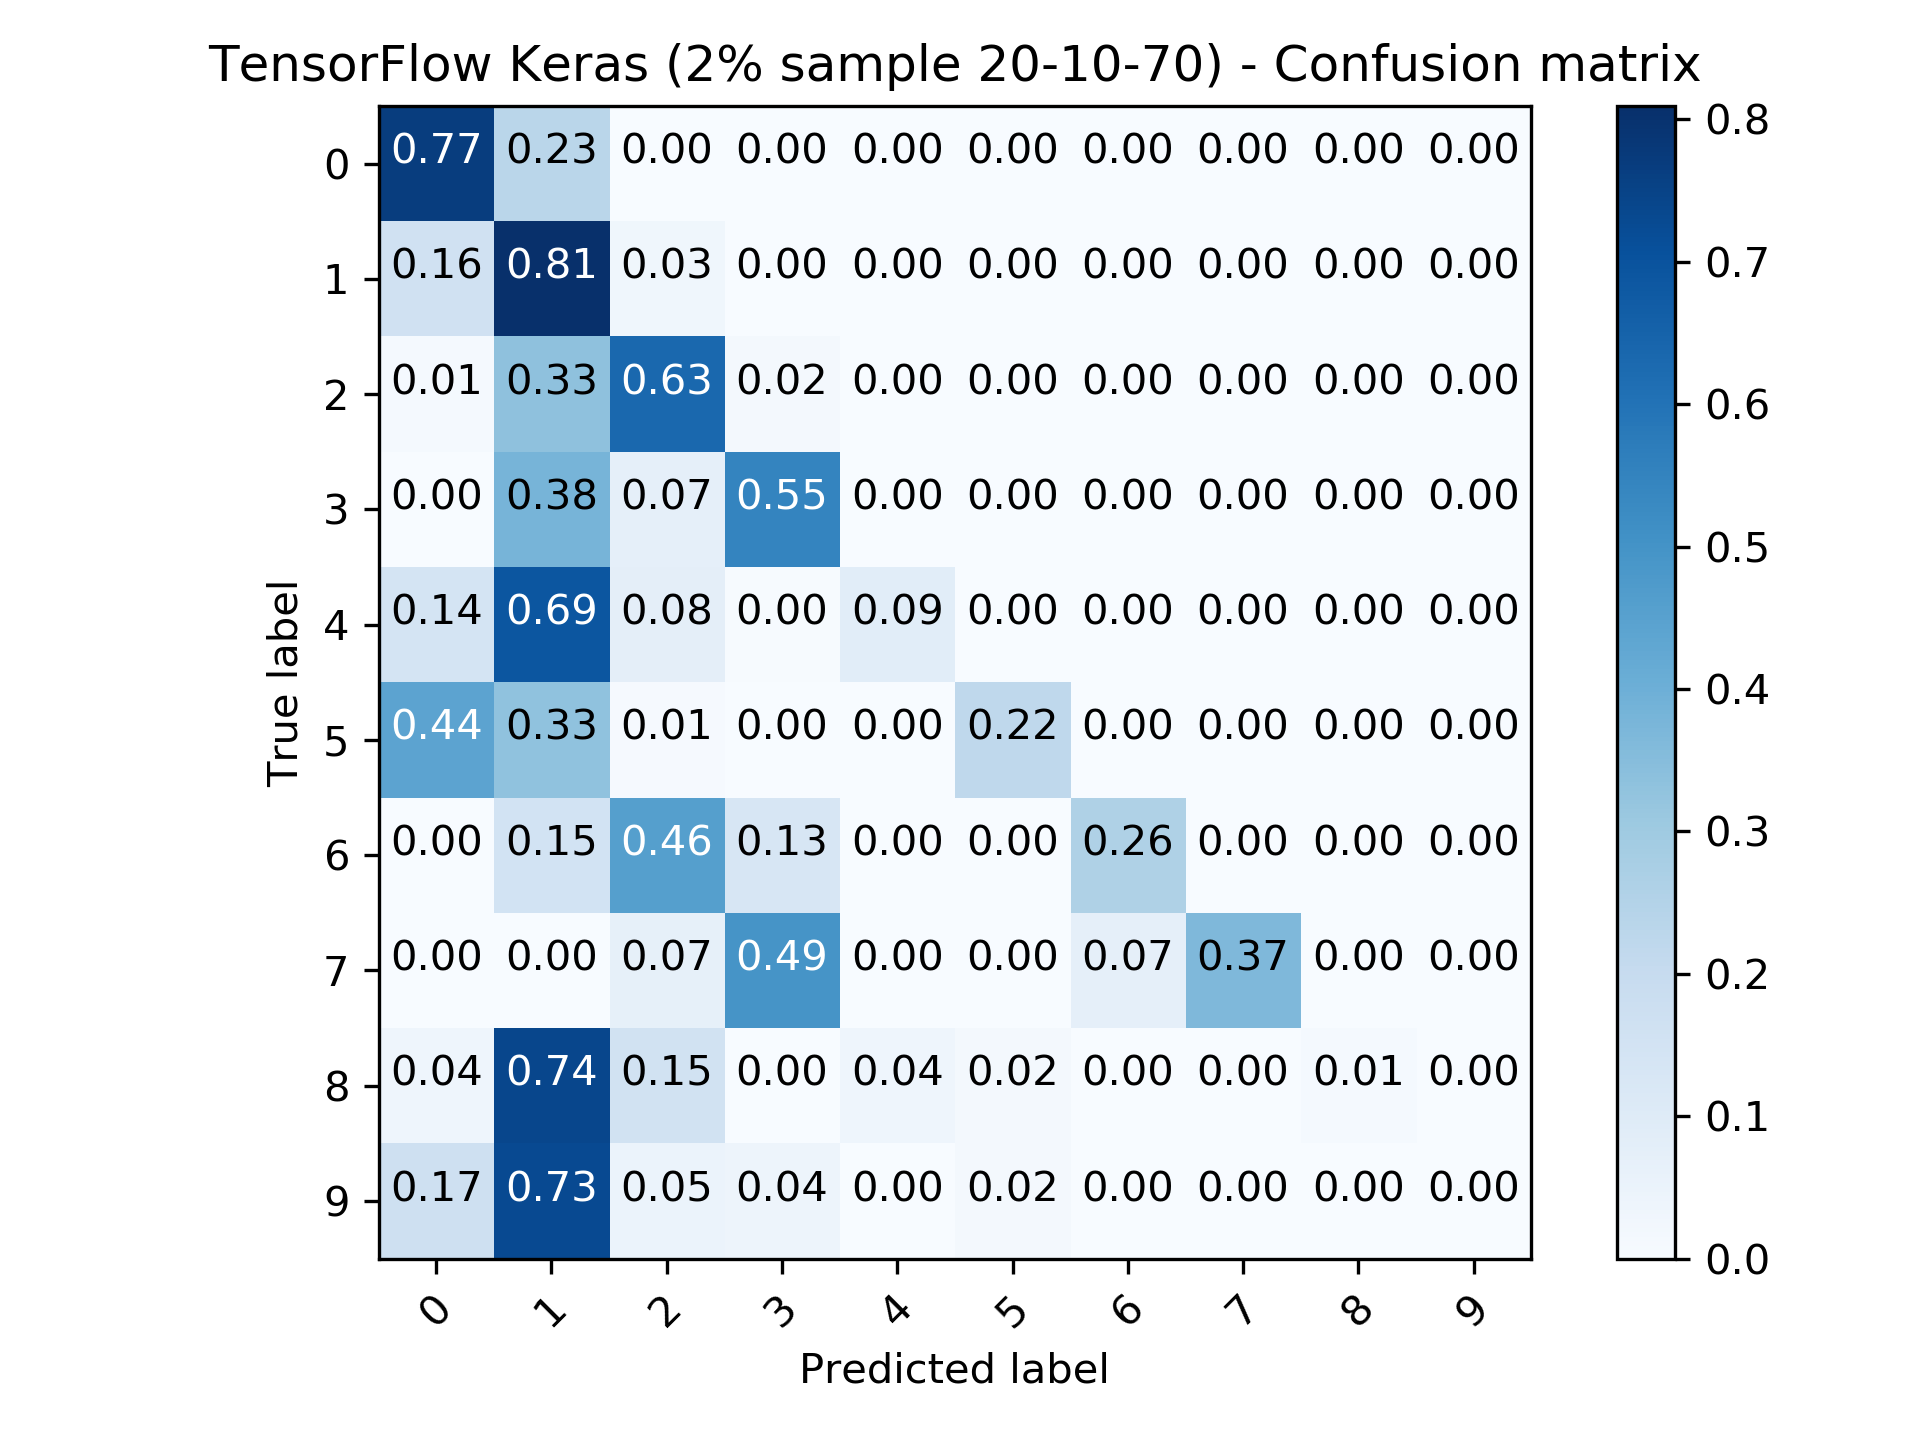 TensorFlow Keras (2% sample 20-10-70) - Confusion matrix
0 0.77 0.23 0.00 0.00 0.00 0.00 0.00 0.00 0.00 0.00
1 0.16 0.81 0.03 0.00 0.00 0.00 0.00 0.00 0.00 0.00
2 0.01 0.33 0.63 0.02 0.00 0.00 0.00 0.00 0.00 0.00
3 0.00 0.38 0.07 0.55 0.00 0.00 0.00 0.00 0.00 0.00
4 0.14 0.69 0.08 0.00 0.09 0.00 0.00 0.00 0.00 0.00
5 0.44 0.33 0.01 0.00 0.00 0.22 0.00 0.00 0.00 0.00
6 0.00 0.15 0.46 0.13 0.00 0.00 0.26 0.00 0.00 0.00
7 0.00 0.00 0.07 0.49 0.00 0.00 0.07 0.37 0.00 0.00
8 0.04 0.74 0.15 0.00 0.04 0.02 0.00 0.00 0.01 0.00
9 0.17 0.73 0.05 0.04 0.00 0.02 0.00 0.00 0.00 0.00
0 1 2 3 4 5 6 7 8 9
Predicted label
True label
0.8
0.7
0.6
0.5
0.4
0.3
0.2
0.1
0.0